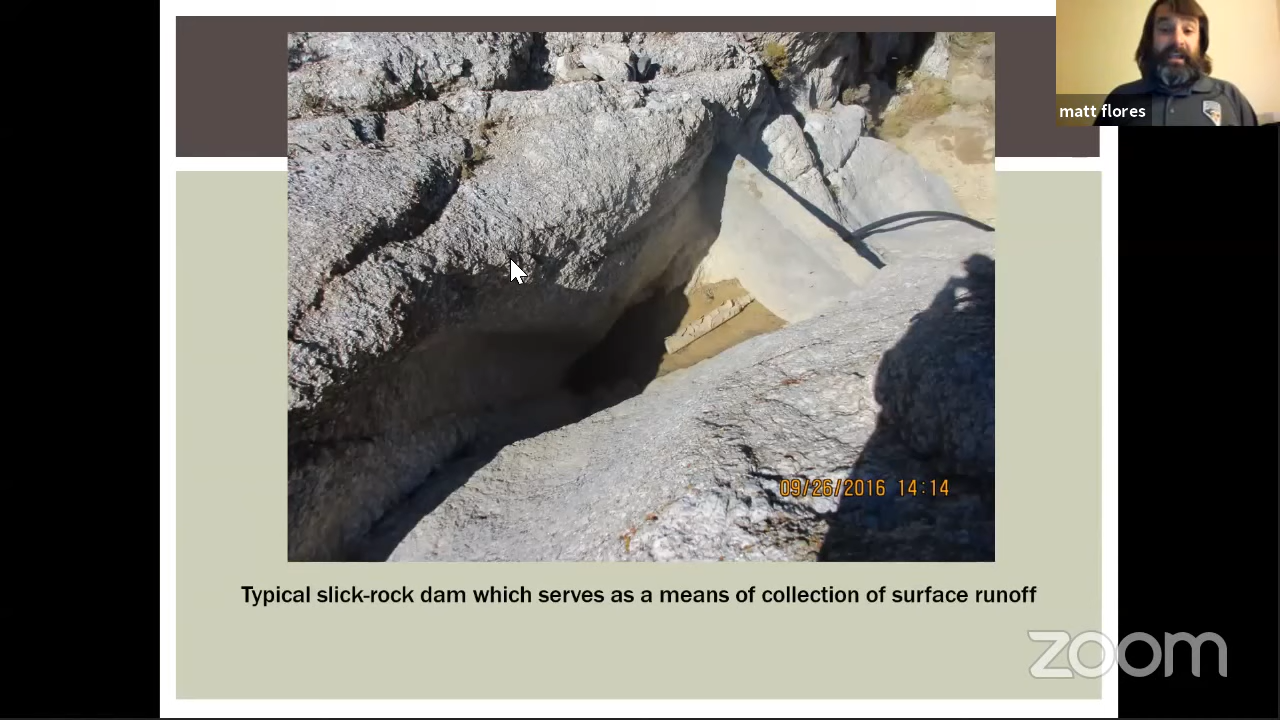 matt flores
09/26/2016 14:14
Typical slick-rock dam which serves as a means of collection of surface runoff
zoom